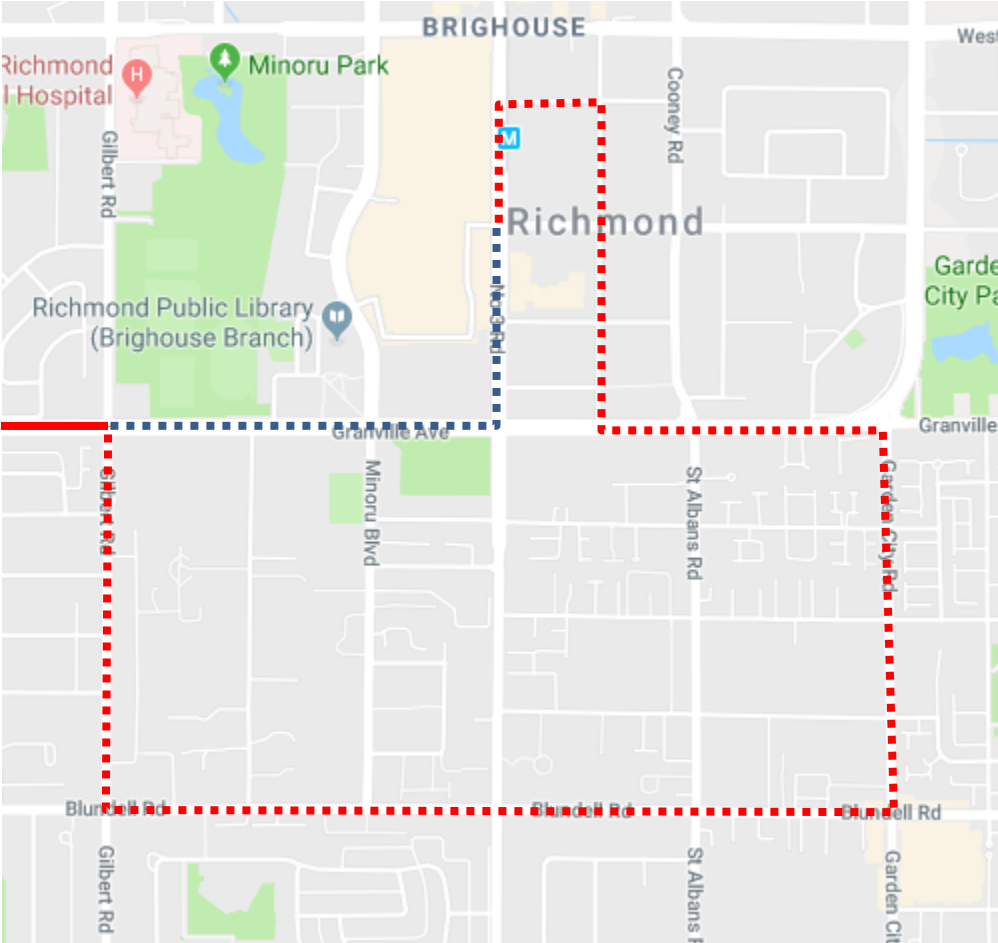 BRIGHOUSE
West
Richmond
l Hospital
H
Minoru Park
Cooney Rd
M
Gilbert Rd
Richmond
Garde
City Pa
Richmond Public Library
(Brighouse Branch)
No 3 Rd
Granville Ave
Granville
Gilbert Rd
Minoru Blvd
St Albans Rd
Garden City Rd
Blundell Rd
Blundell Rd
Blundell Rd
Gilbert Rd
St Albans R
Garden Cit